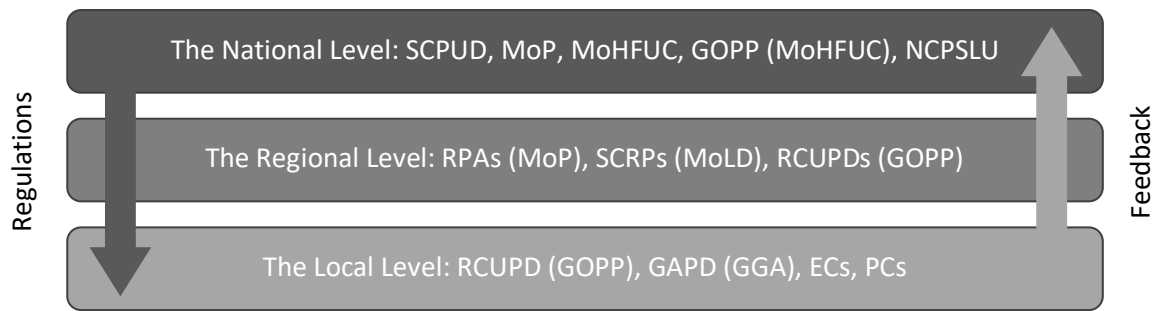 The National Level: SCPUD, MoP, MoHFUC, GOPP (MoHFUC), NCPSLU
Regulations
The Regional Level: RPAs (MoP), SCRPs (MoLD), RCUPDs (GOPP)
Feedback
The Local Level: RCUPD (GOPP), GAPD (GGA), ECs, PCs